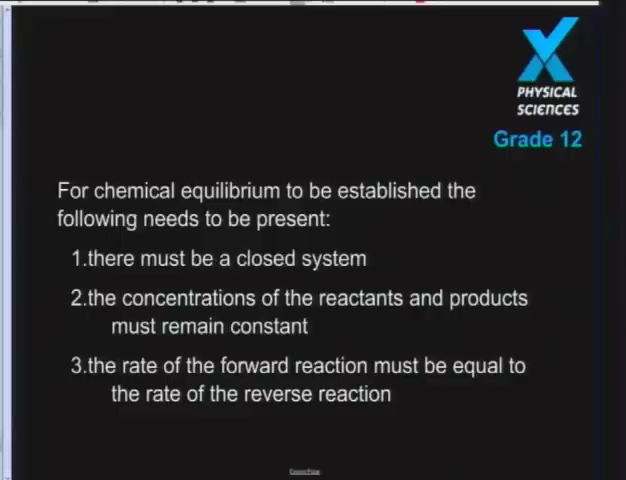 PHYSICAL
SCIENCES
Grade 12
For chemical equilibrium to be established the
following needs to be present:
1.there must be a closed system
2.the concentrations of the reactants and products
must remain constant
3.the rate of the forward reaction must be equal to
the rate of the reverse reaction